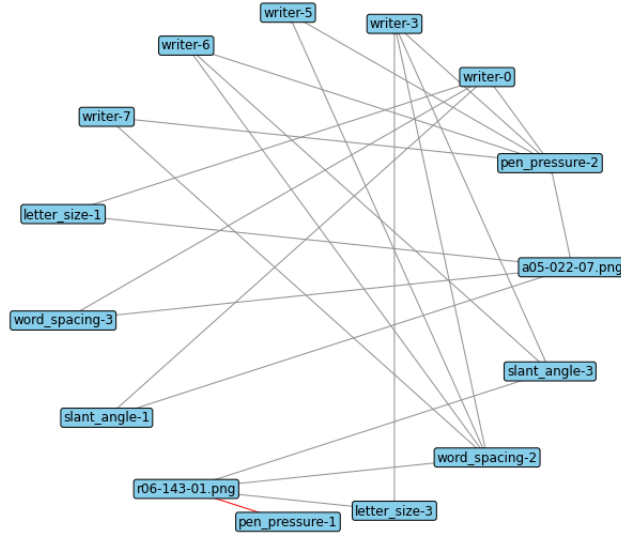 writer-5
writer-3
writer-6
writer-0
writer-7
pen_pressure-2
letter_size-1
a05-022-07.png
word_spacing-3
slant_angle-3
slant_angle-1
word_spacing-2
r06-143-01.png
letter_size-3
pen_pressure-1